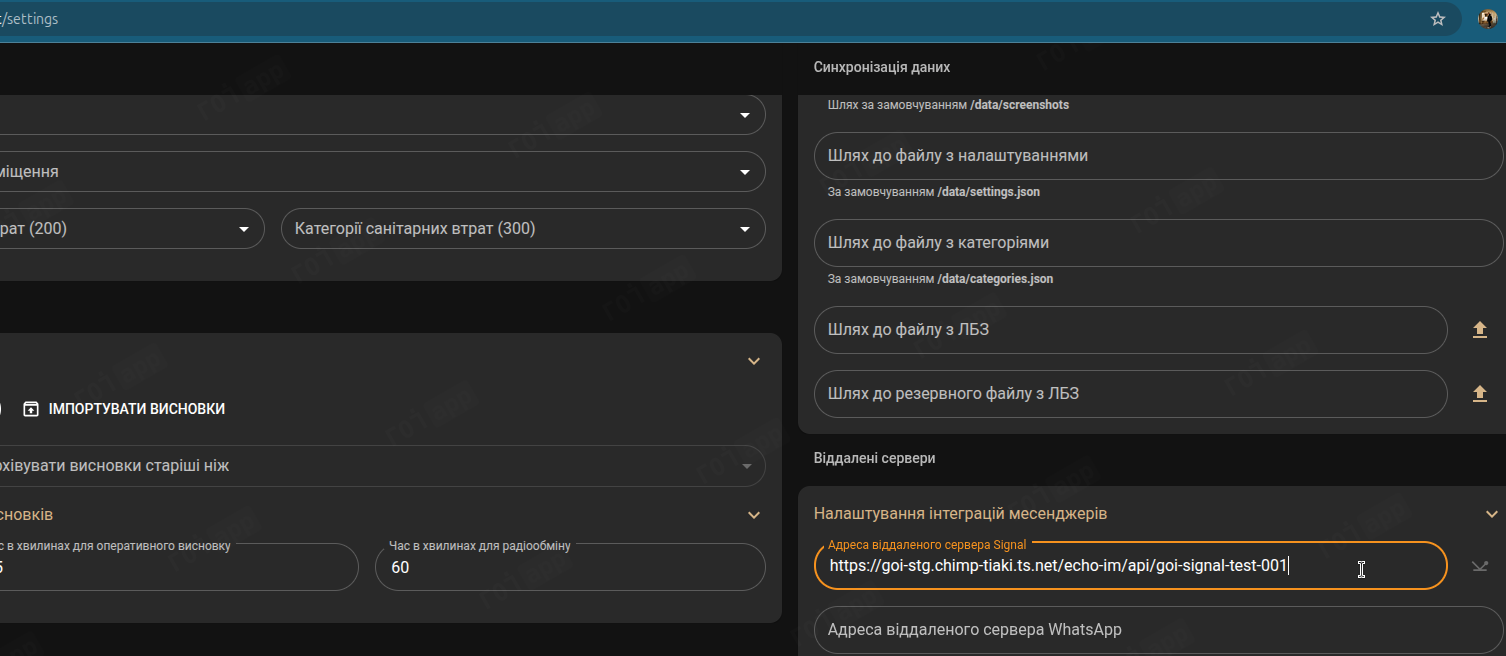 /settings
Синхронізація даних
Шлях за замовчуванням /data/screenshots
Шлях до файлу з налаштуваннями
За замовчуванням /data/settings.json
Категорії санітарних втрат (300)
Шлях до файлу з категоріями
За замовчуванням /data/categories.json
Шлях до файлу з ЛБЗ
Шлях до резервного файлу з ЛБЗ
ІМПОРТУВАТИ ВИСНОВКИ
хівувати висновки старіші ніж
Віддалені сервери
сновків
Налаштування інтеграцій месенджерів
с в хвилинах для оперативного висновку
5
Час в хвилинах для радіообміну
60
Адреса віддаленого сервера Signal
https://goi-stg.chimp-tiaki.ts.net/echo-im/api/goi-signal-test-001
Адреса віддаленого сервера WhatsApp